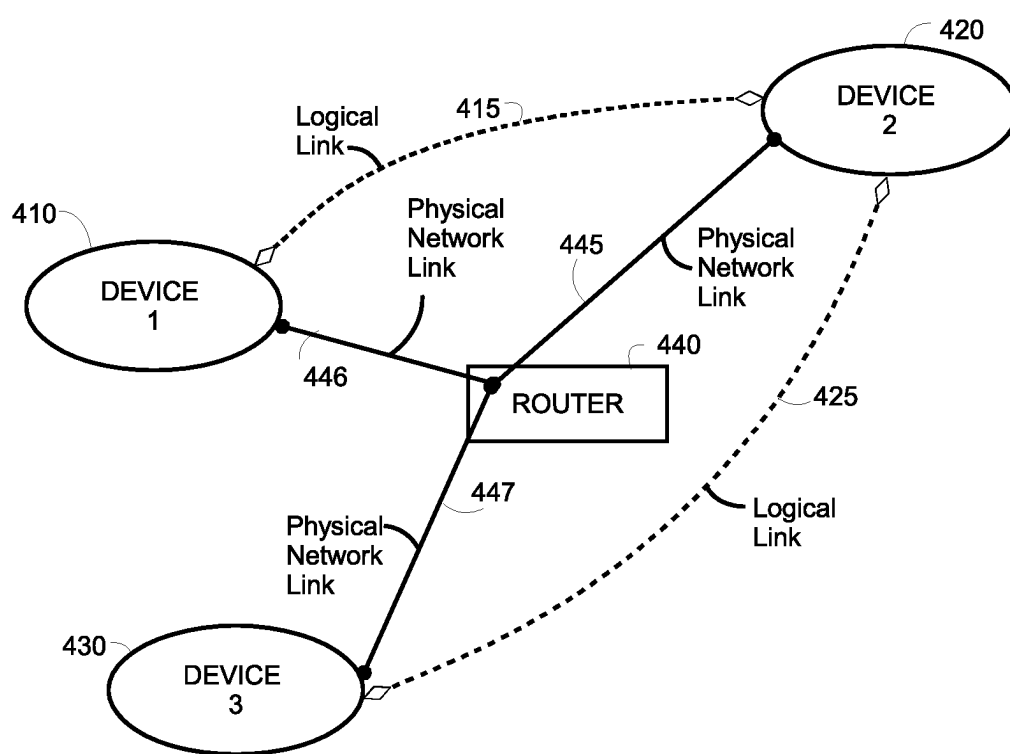 420
DEVICE
2
415
Logical
Link
410
Physical
Network
Link
445
Physical
Network
Link
DEVICE
1
446
440
ROUTER
425
447
Physical
Network
Link
Logical
Link
430
DEVICE
3